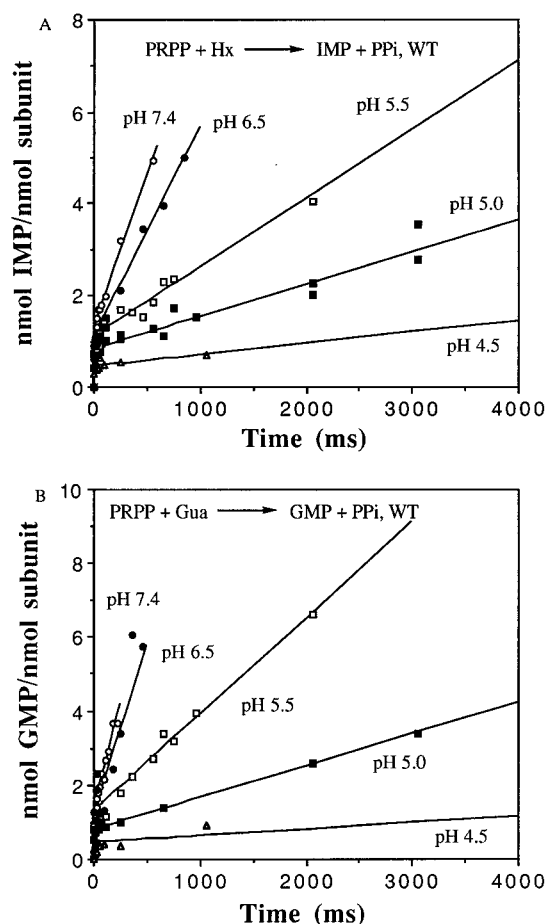 A
PRPP + Hx → IMP + PPi, WT
pH 7.4
pH 6.5
pH 5.5
pH 5.0
pH 4.5
nmol IMP/nmol subunit
8
6
4
2
0
0 1000 2000 3000 4000
Time (ms)
B
PRPP + Gua → GMP + PPi, WT
pH 7.4
pH 6.5
pH 5.5
pH 5.0
pH 4.5
nmol GMP/nmol subunit
10
8
6
4
2
0
0 1000 2000 3000 4000
Time (ms)